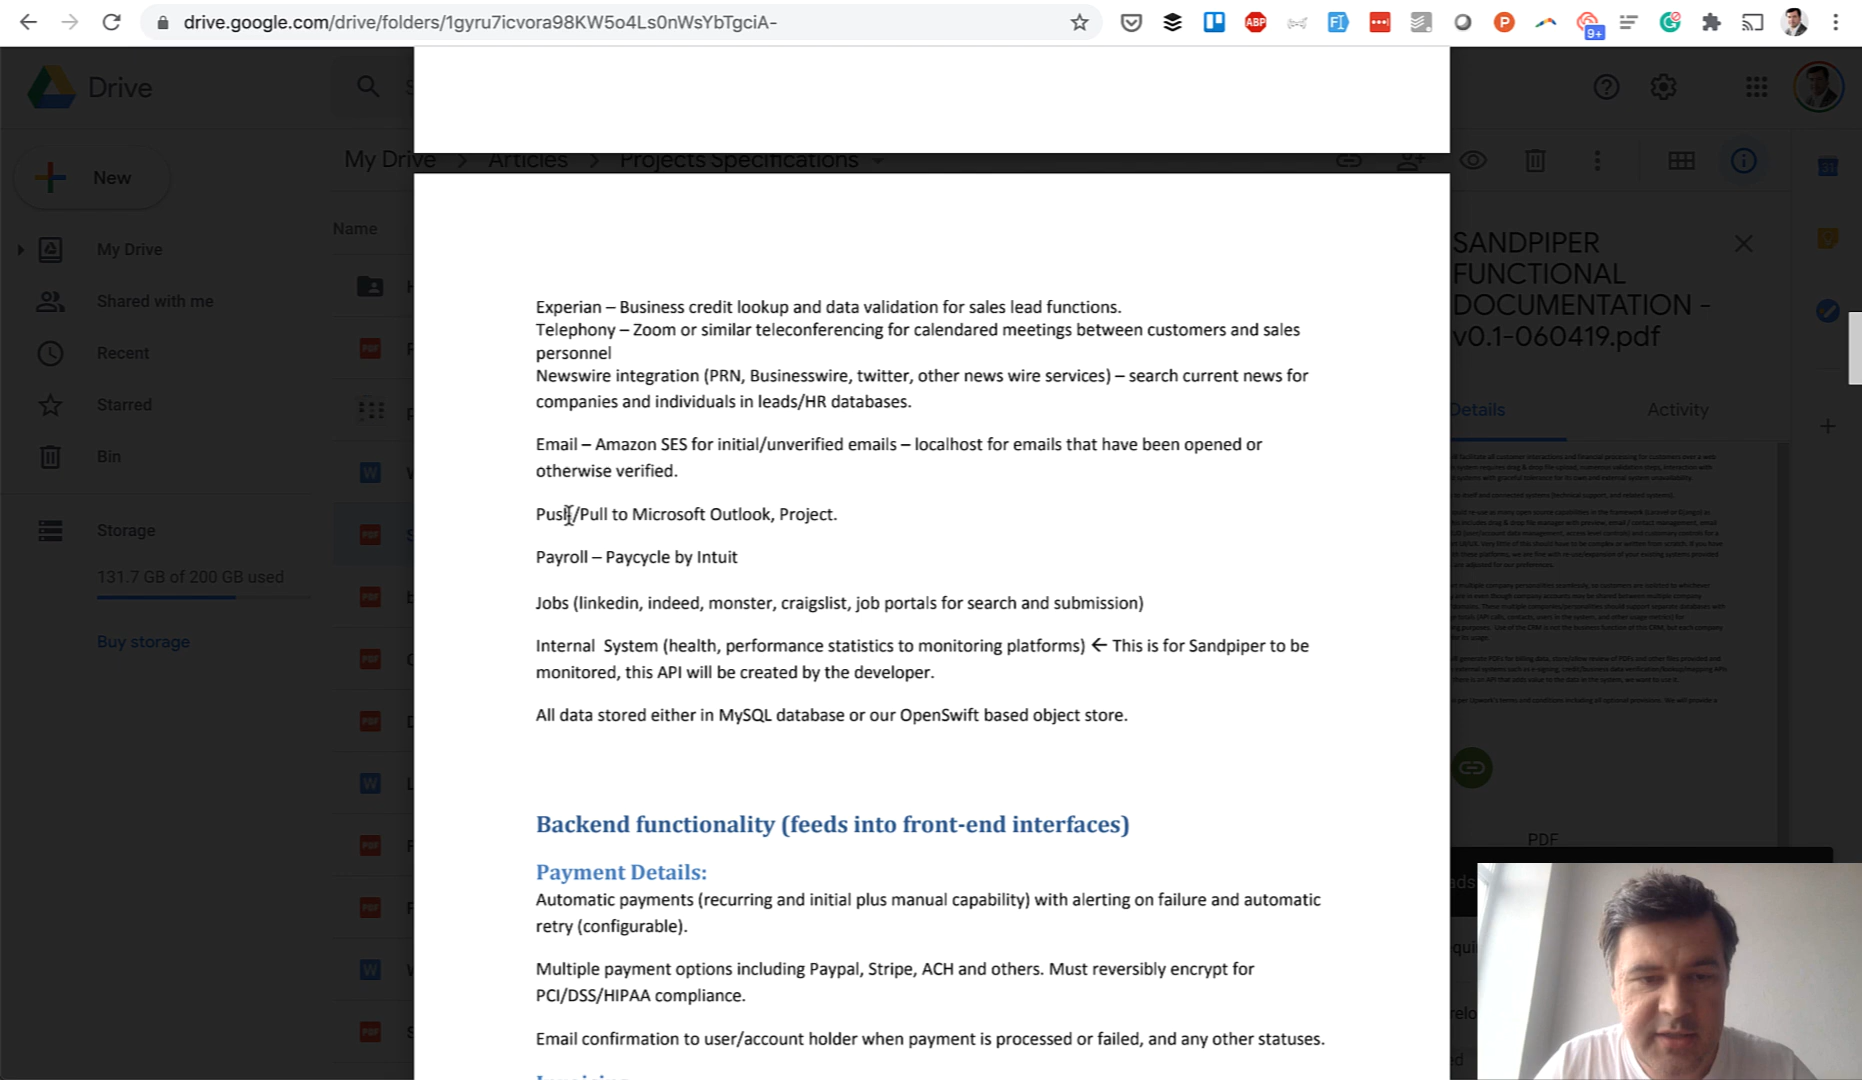 drive.google.com/drive/folders/1gyru7icvora98KW5o4Ls0nWsYbTgciA-
ABP
9+
Drive
New
My Drive
Shared with me
Recent
Starred
Bin
Storage
131.7 GB of 200 GB used
Buy storage
My Drive > Articles > Projects Specifications
Name
Experian – Business credit lookup and data validation for sales lead functions.
Telephony – Zoom or similar teleconferencing for calendared meetings between customers and sales
personnel
Newswire integration (PRN, Businesswire, twitter, other news wire services) – search current news for
companies and individuals in leads/HR databases.
Email – Amazon SES for initial/unverified emails – localhost for emails that have been opened or
otherwise verified.
Push/Pull to Microsoft Outlook, Project.
Payroll – Paycycle by Intuit
Jobs (linkedin, indeed, monster, craigslist, job portals for search and submission)
Internal  System (health, performance statistics to monitoring platforms) ← This is for Sandpiper to be
monitored, this API will be created by the developer.
All data stored either in MySQL database or our OpenSwift based object store.
Backend functionality (feeds into front-end interfaces)
Payment Details:
Automatic payments (recurring and initial plus manual capability) with alerting on failure and automatic
retry (configurable).
Multiple payment options including Paypal, Stripe, ACH and others. Must reversibly encrypt for
PCI/DSS/HIPAA compliance.
Email confirmation to user/account holder when payment is processed or failed, and any other statuses.
SANDPIPER
FUNCTIONAL
DOCUMENTATION -
v0.1-060419.pdf
Details
Activity
PDF